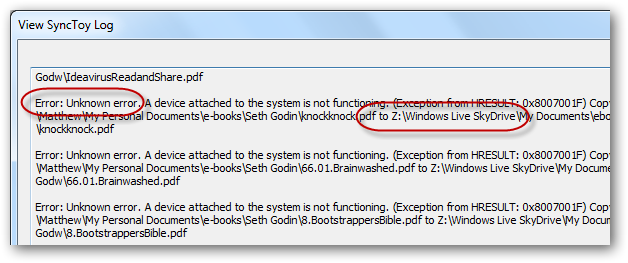 View SyncToy Log
Godw\IdeavirusReadandShare.pdf
Error: Unknown error. A device attached to the system is not functioning. (Exception from HRESULT: 0x8007001F) Cop
\Matthew\My Personal Documents\e-books\Seth Godin\knockknock.pdf to Z:\Windows Live SkyDrive\My Documents\ebo
\knockknock.pdf
Error: Unknown error. A device attached to the system is not functioning. (Exception from HRESULT: 0x8007001F) Cop
\Matthew\My Personal Documents\e-books\Seth Godin\66.01.Brainwashed.pdf to Z:\Windows Live SkyDrive\My Docum
Godw\66.01.Brainwashed.pdf
Error: Unknown error. A device attached to the system is not functioning. (Exception from HRESULT: 0x8007001F) Cop
\Matthew\My Personal Documents\e-books\Seth Godin\8.BootstrappersBible.pdf to Z:\Windows Live SkyDrive\My Docu
Godw\8.BootstrappersBible.pdf